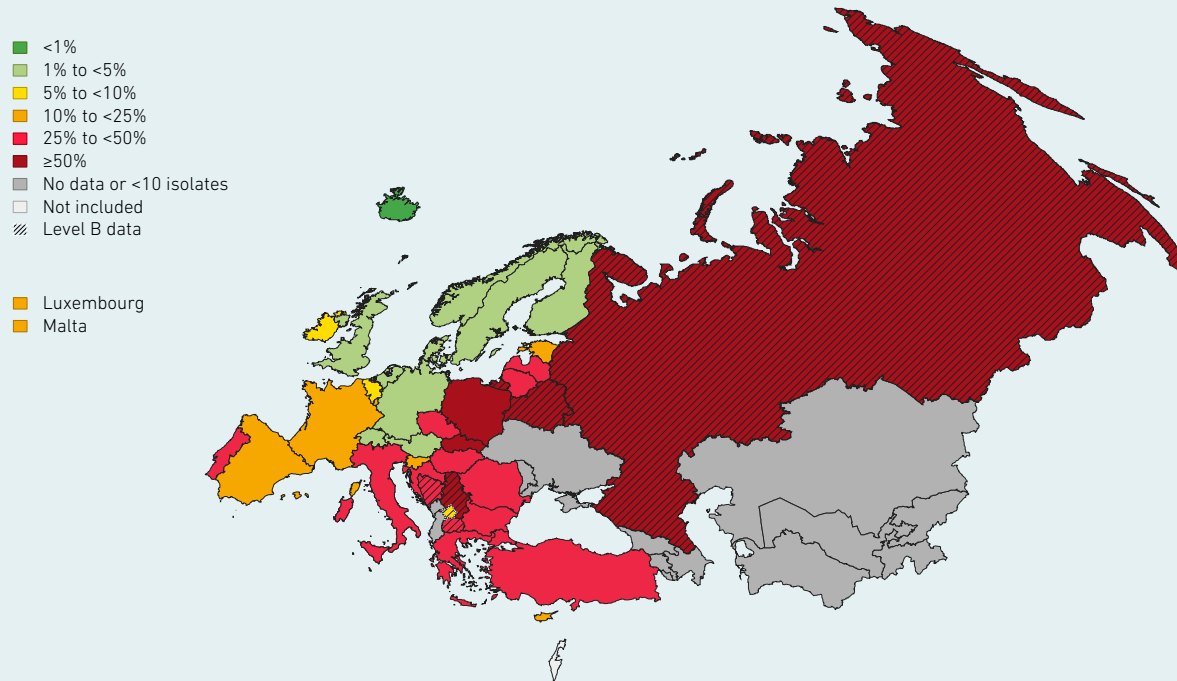 <1%
1% to <5%
5% to <10%
10% to <25%
25% to <50%
≥50%
No data or <10 isolates
Not included
Level B data
Luxembourg
Malta